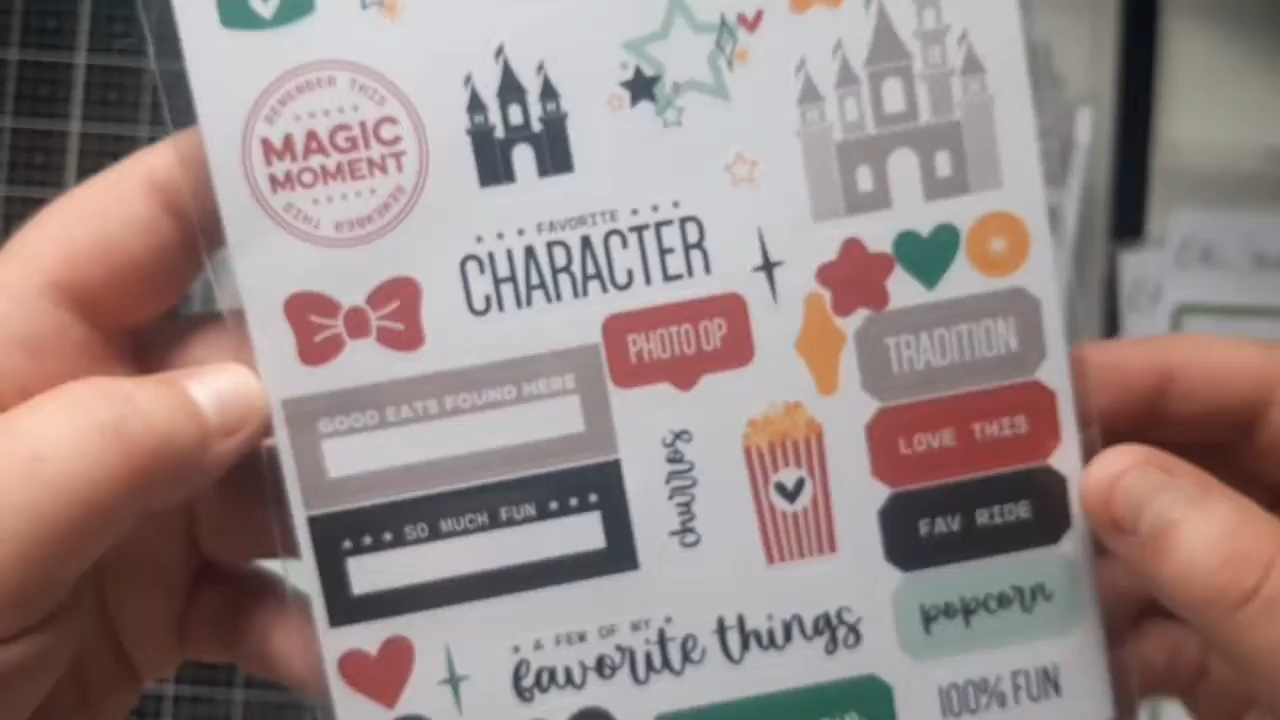 REMEMBER THIS
MAGIC
MOMENT
REMEMBER THIS
FAVORITE
CHARACTER
PHOTO OP
TRADITION
GOOD EATS FOUND HERE
LOVE THIS
churros
SO MUCH FUN
FAV RIDE
popcorn
A FEW OF MY
favorite things
100% FUN